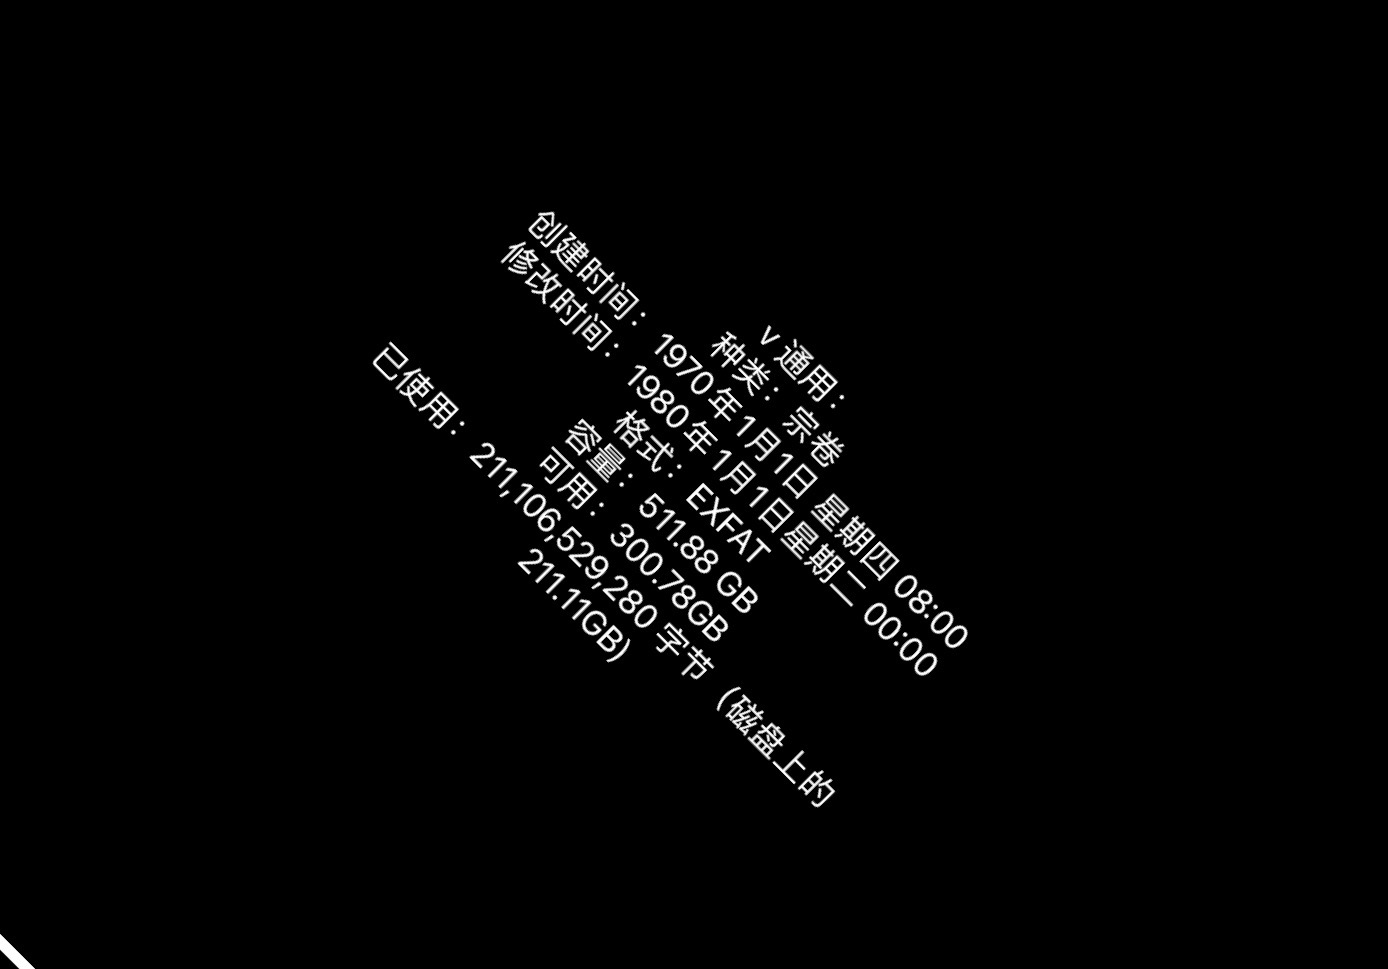 ∨ 通用：
种类：宗卷
创建时间：1970年1月1日 星期四 08:00
修改时间：1980年1月1日星期二 00:00
格式：EXFAT
容量：511.88 GB
可用：300.78GB
已使用：211,106,529,280 字节（磁盘上的
211.11GB）